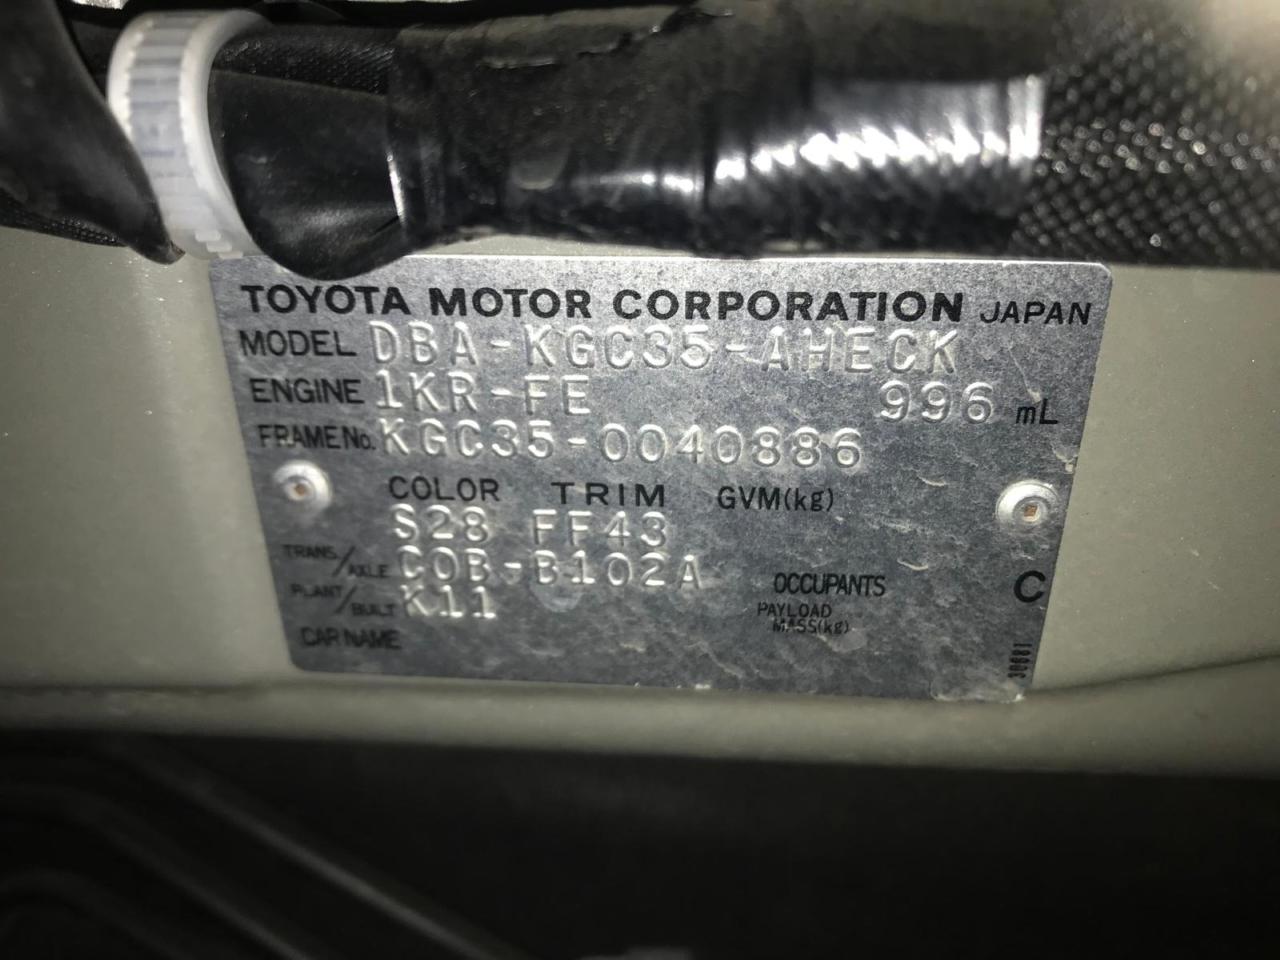 TOYOTA MOTOR CORPORATION JAPAN
MODEL DBA-KGC35-AHECK
ENGINE 1KR-FE 996 mL
FRAME No. KGC35-0040886
COLOR TRIM GVM(kg)
S28 FF43
TRANS./AXLE C0B-B102A
OCCUPANTS C
PLANT/BUILT K11
PAYLOAD MASS(kg)
CAR NAME